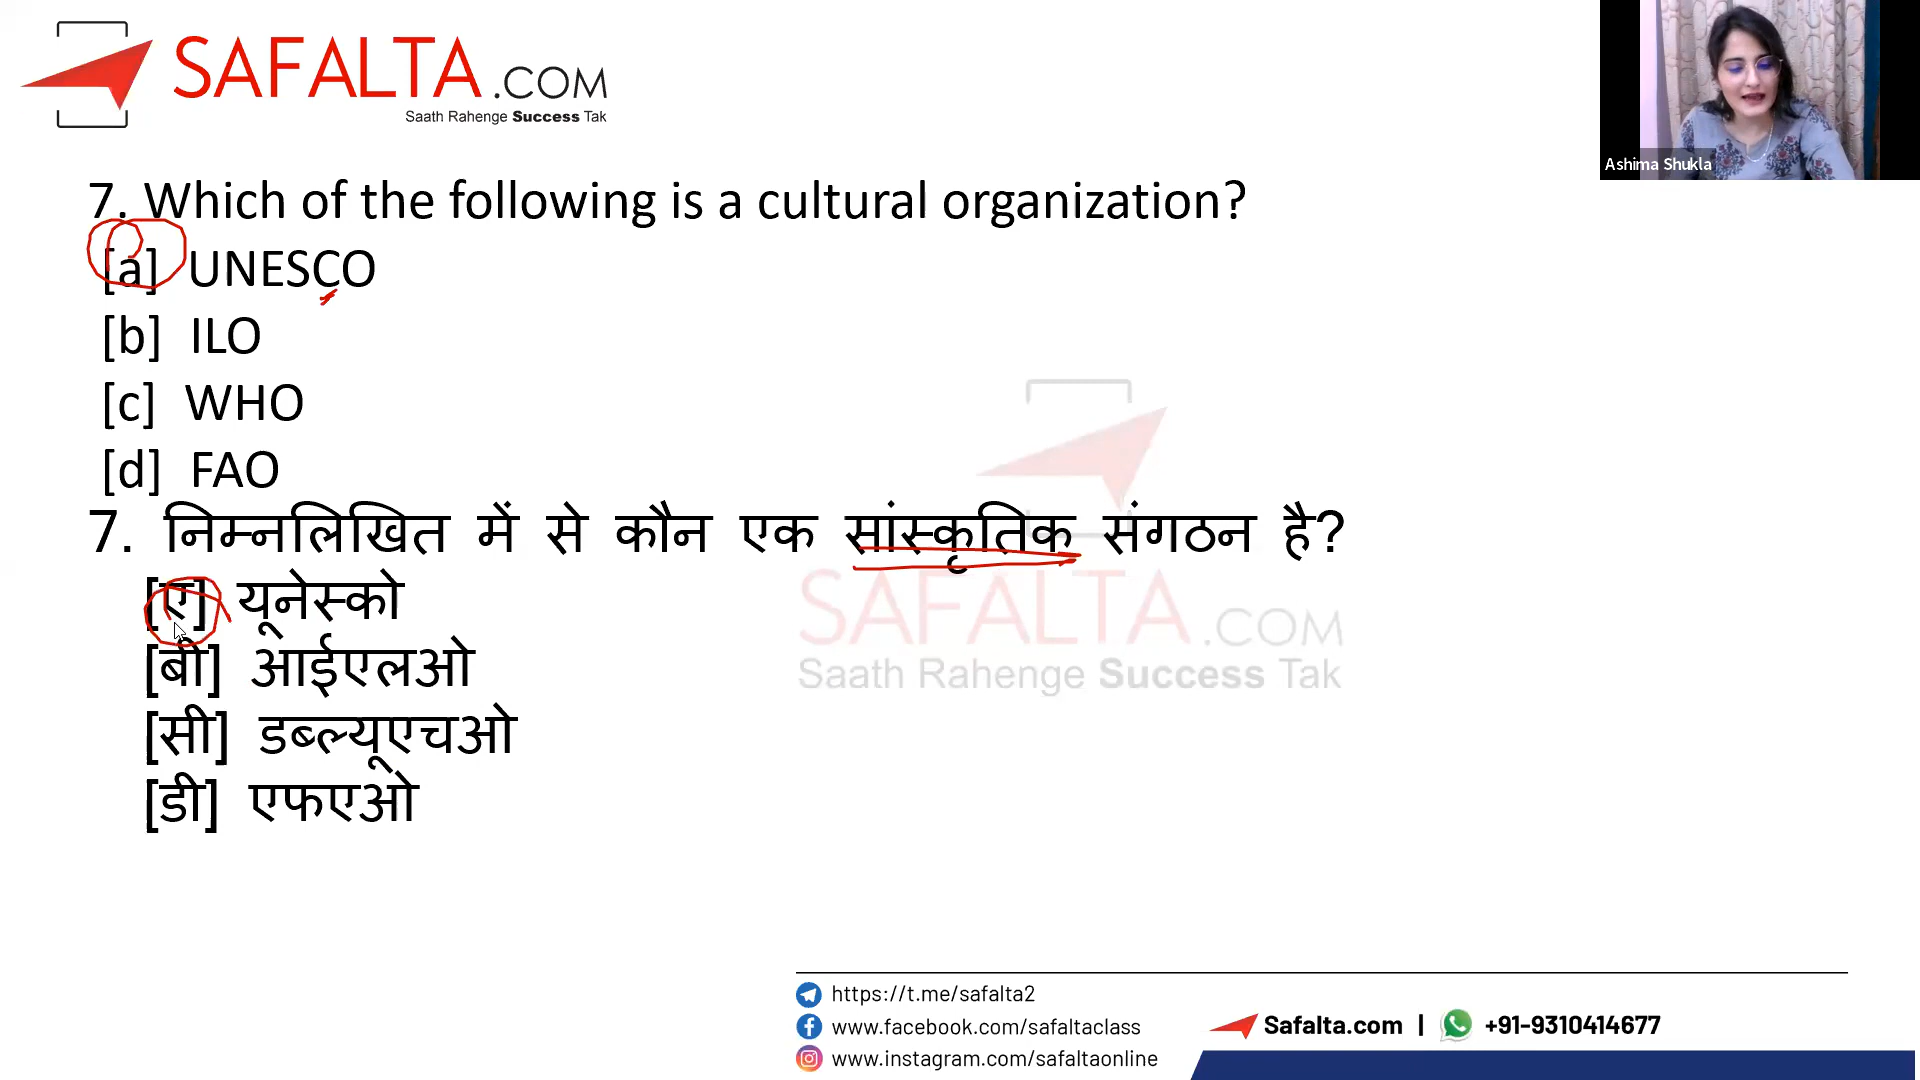 SAFALTA.COM
Saath Rahenge Success Tak
Ashima Shukla
7. Which of the following is a cultural organization?
[a] UNESCO
[b] ILO
[c] WHO
[d] FAO
7. निम्नलिखित में से कौन एक सांस्कृतिक संगठन है?
[ए] यूनेस्को
[बी] आईएलओ
[सी] डब्ल्यूएचओ
[डी] एफएओ
SAFALTA.COM
Saath Rahenge Success Tak
https://t.me/safalta2
www.facebook.com/safaltaclass
www.instagram.com/safaltaonline
Safalta.com | +91-9310414677